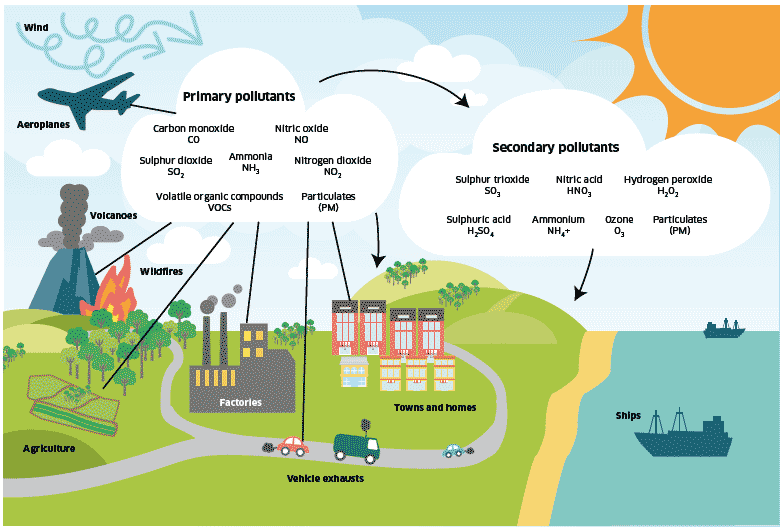 Wind
Aeroplanes
Primary pollutants
Carbon monoxide
CO
Nitric oxide
NO
Sulphur dioxide
SO₂
Ammonia
NH₃
Nitrogen dioxide
NO₂
Volatile organic compounds
VOCs
Particulates
(PM)
Secondary pollutants
Sulphur trioxide
SO₃
Nitric acid
HNO₃
Hydrogen peroxide
H₂O₂
Sulphuric acid
H₂SO₄
Ammonium
NH₄+
Ozone
O₃
Particulates
(PM)
Volcanoes
Wildfires
Factories
Towns and homes
Ships
Agriculture
Vehicle exhausts